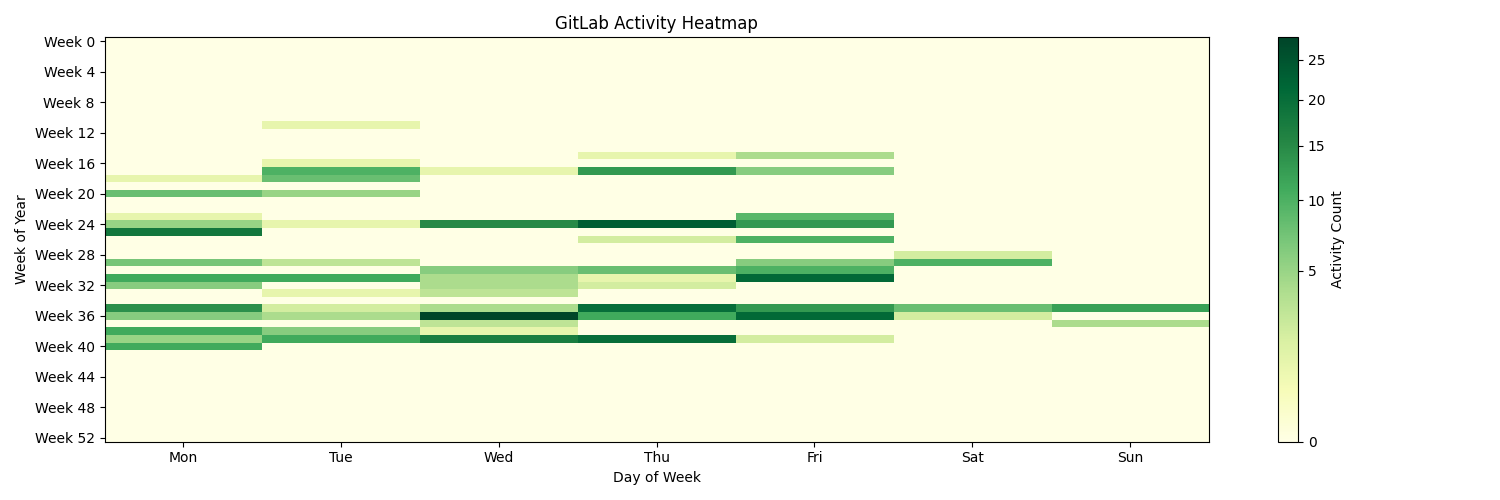 GitLab Activity Heatmap
Week 0
Week 4
Week 8
Week 12
Week 16
Week 20
Week 24
Week 28
Week 32
Week 36
Week 40
Week 44
Week 48
Week 52
Week of Year
Mon Tue Wed Thu Fri Sat Sun
Day of Week
25
20
15
10
5
0
Activity Count